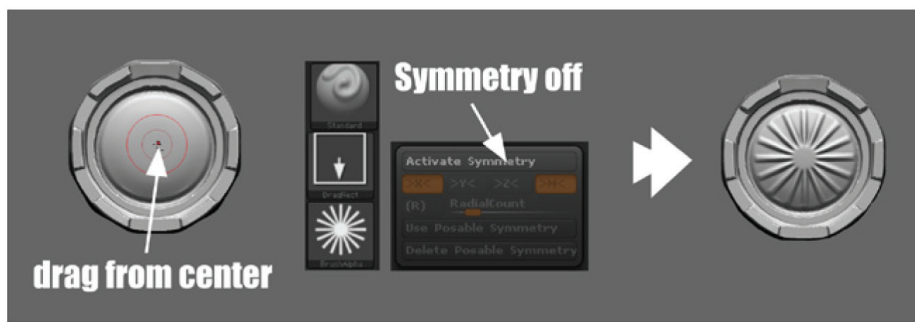 Symmetry off
Standard
Activate Symmetry
>X< >Y< >Z< >M<
DragRect
(R) RadialCount
Use Posable Symmetry
BrushAlpha
Delete Posable Symmetry
drag from center